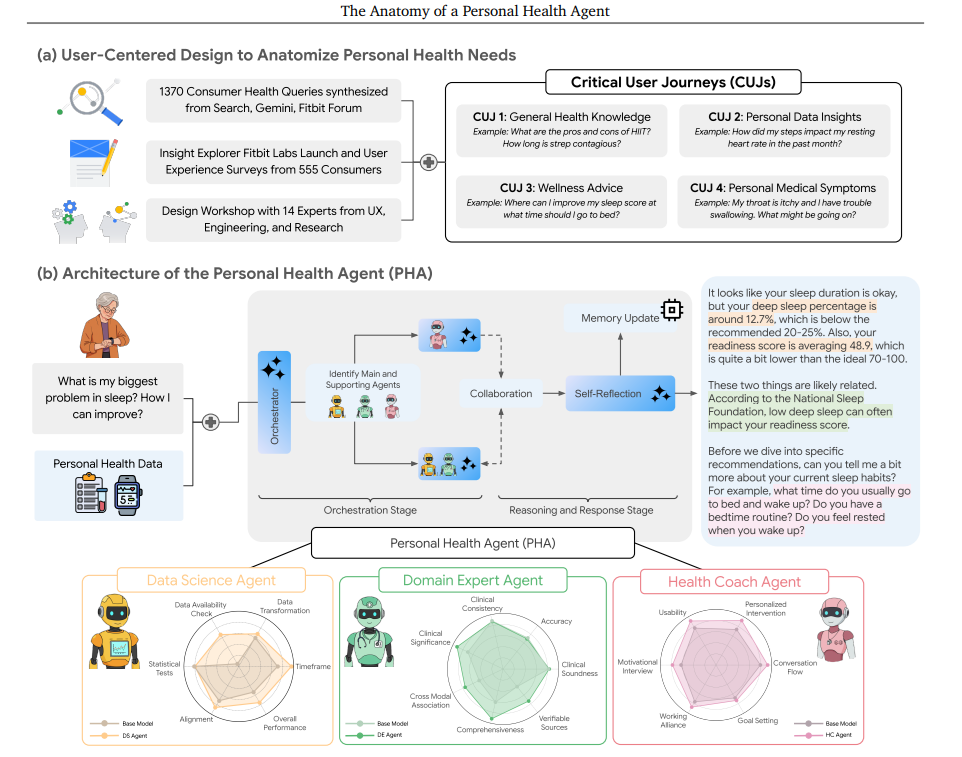 The Anatomy of a Personal Health Agent
(a) User-Centered Design to Anatomize Personal Health Needs
1370 Consumer Health Queries synthesized
from Search, Gemini, Fitbit Forum
Insight Explorer Fitbit Labs Launch and User
Experience Surveys from 555 Consumers
Design Workshop with 14 Experts from UX,
Engineering, and Research
Critical User Journeys (CUJs)
CUJ 1: General Health Knowledge
Example: What are the pros and cons of HIIT?
How long is strep contagious?
CUJ 2: Personal Data Insights
Example: How did my steps impact my resting
heart rate in the past month?
CUJ 3: Wellness Advice
Example: Where can I improve my sleep score at
what time should I go to bed?
CUJ 4: Personal Medical Symptoms
Example: My throat is itchy and I have trouble
swallowing. What might be going on?
(b) Architecture of the Personal Health Agent (PHA)
What is my biggest
problem in sleep? How I
can improve?
Personal Health Data
5
Orchestrator
Identify Main and
Supporting Agents
Collaboration
Memory Update
Self-Reflection
Orchestration Stage
Reasoning and Response Stage
It looks like your sleep duration is okay,
but your deep sleep percentage is
around 12.7%, which is below the
recommended 20-25%. Also, your
readiness score is averaging 48.9, which
is quite a bit lower than the ideal 70-100.
These two things are likely related.
According to the National Sleep
Foundation, low deep sleep can often
impact your readiness score.
Before we dive into specific
recommendations, can you tell me a bit
more about your current sleep habits?
For example, what time do you usually go
to bed and wake up? Do you have a
bedtime routine? Do you feel rested
when you wake up?
Personal Health Agent (PHA)
Data Science Agent
Data Availability
Check
Data
Transformation
Statistical
Tests
Timeframe
Alignment
Overall
Performance
Base Model
DS Agent
Domain Expert Agent
Clinical
Consistency
Clinical
Significance
Accuracy
Clinical
Soundness
Cross Modal
Association
Verifiable
Sources
Comprehensiveness
Base Model
DE Agent
Health Coach Agent
Usability
Personalized
Intervention
Motivational
Interview
Conversation
Flow
Working
Alliance
Goal Setting
Base Model
HC Agent